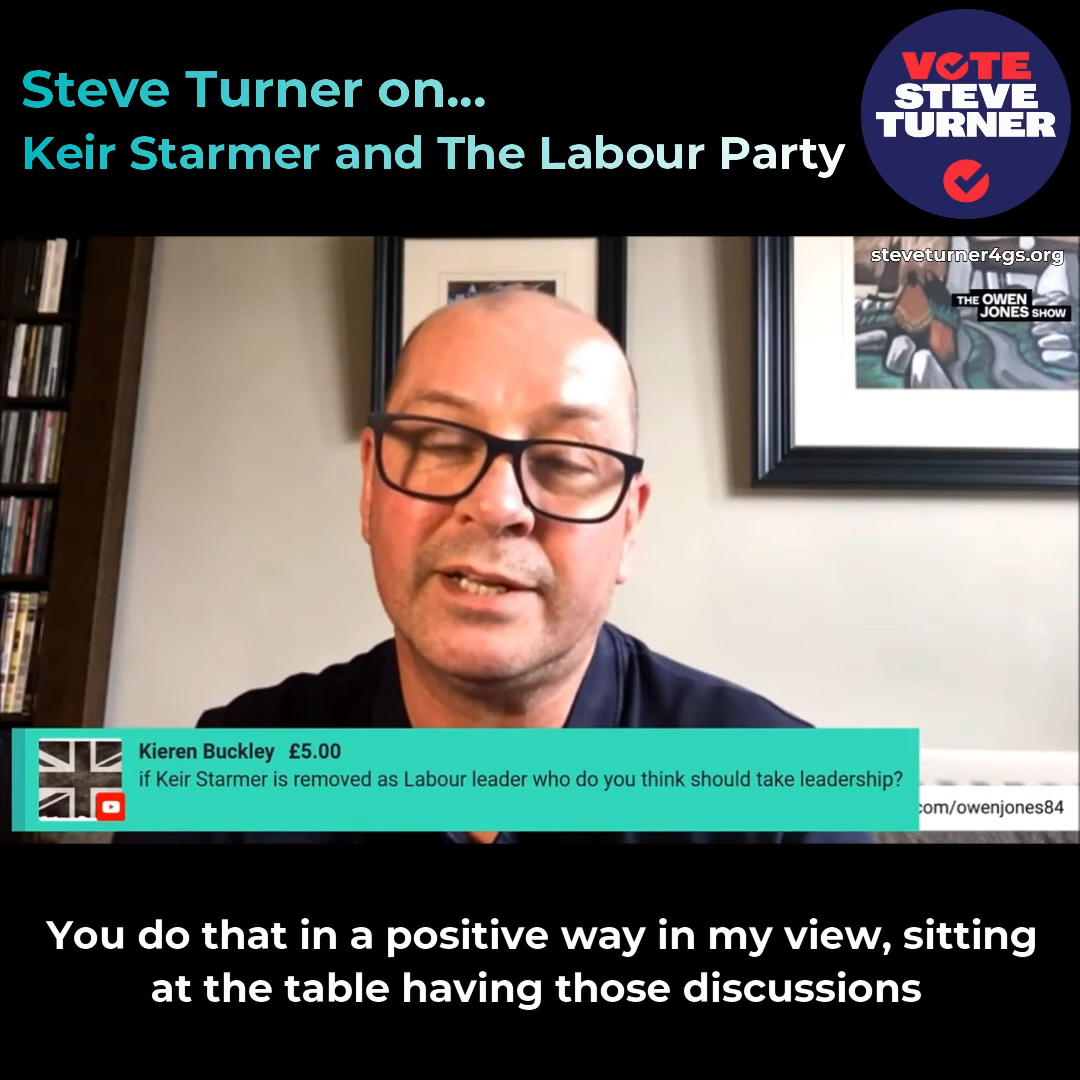 Steve Turner on...
Keir Starmer and The Labour Party
VOTE
STEVE
TURNER
steveturner4gs.org
THE OWEN
JONES SHOW
Kieren Buckley £5.00
if Keir Starmer is removed as Labour leader who do you think should take leadership?
com/owenjones84
You do that in a positive way in my view, sitting
at the table having those discussions